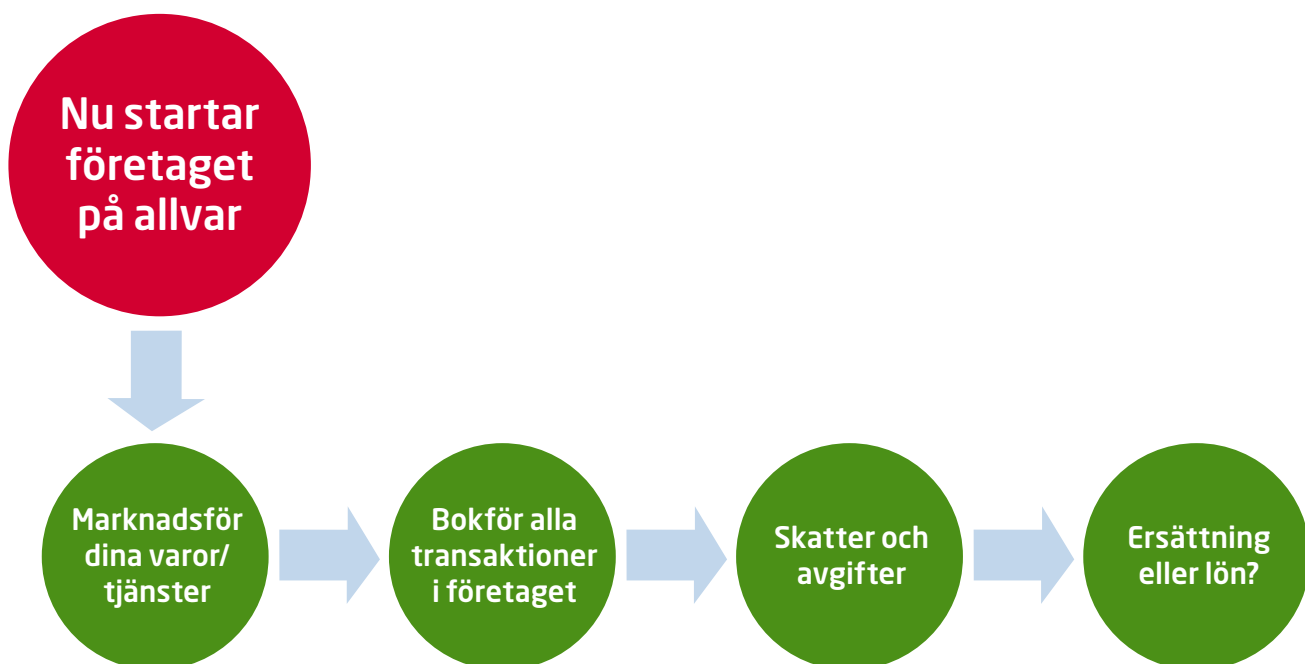 Nu startar
företaget
på allvar
Marknadsför
dina varor/
tjänster
Bokför alla
transaktioner
i företaget
Skatter och
avgifter
Ersättning
eller lön?